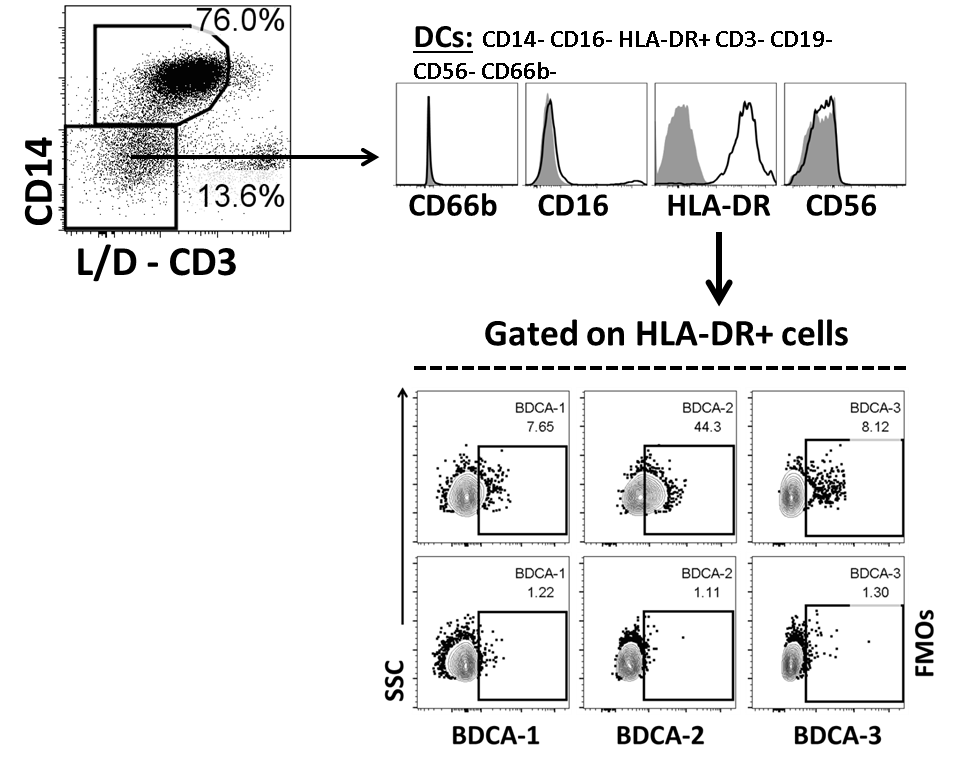 76.0%
13.6%
CD14
L/D - CD3
DCs: CD14- CD16- HLA-DR+ CD3- CD19-
CD56- CD66b-
CD66b
CD16
HLA-DR
CD56
Gated on HLA-DR+ cells
BDCA-1
7.65
BDCA-2
44.3
BDCA-3
8.12
BDCA-1
1.22
BDCA-2
1.11
BDCA-3
1.30
SSC
FMOs
BDCA-1
BDCA-2
BDCA-3